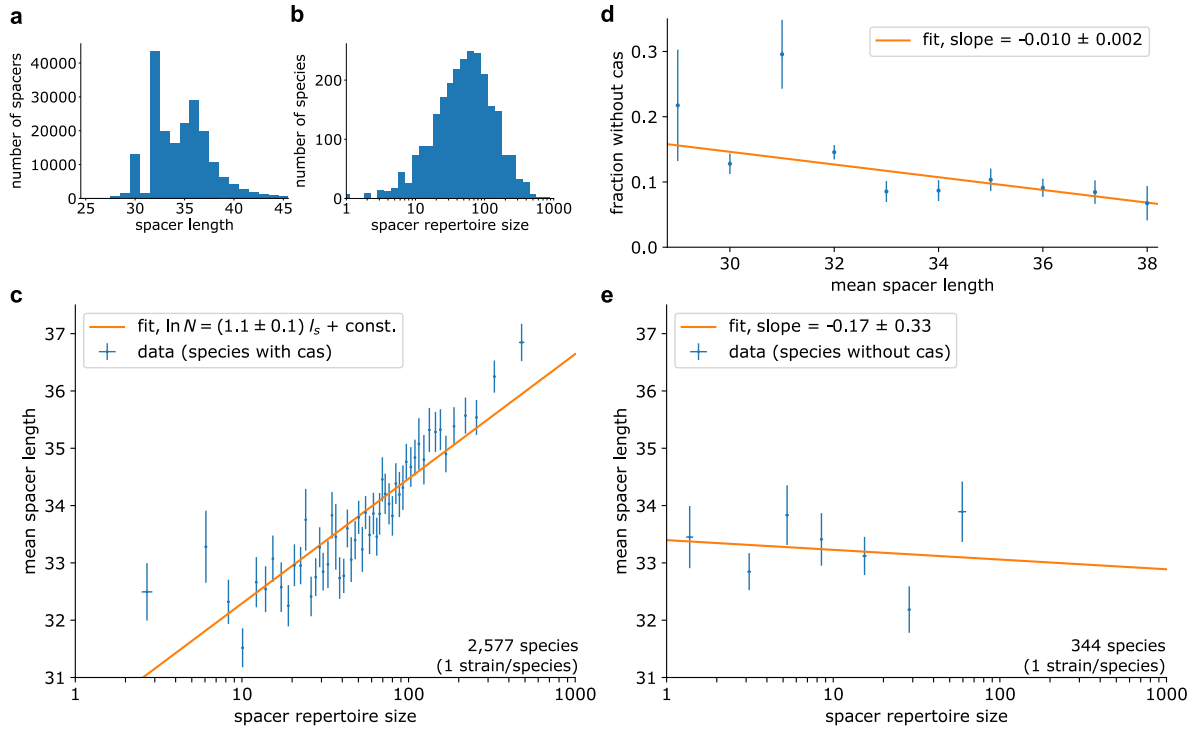 a
number of spacers
40000
30000
20000
10000
0
25
30
35
40
45
spacer length
b
number of species
200
100
0
1
10
100
1000
spacer repertoire size
d
fraction without cas
0.3
0.2
0.1
0.0
30
32
34
36
38
mean spacer length
fit, slope = -0.010 ± 0.002
c
mean spacer length
37
36
35
34
33
32
31
1
10
100
1000
spacer repertoire size
fit, ln N = (1.1 ± 0.1) lₛ + const.
data (species with cas)
2,577 species
(1 strain/species)
e
mean spacer length
37
36
35
34
33
32
31
1
10
100
1000
spacer repertoire size
fit, slope = -0.17 ± 0.33
data (species without cas)
344 species
(1 strain/species)